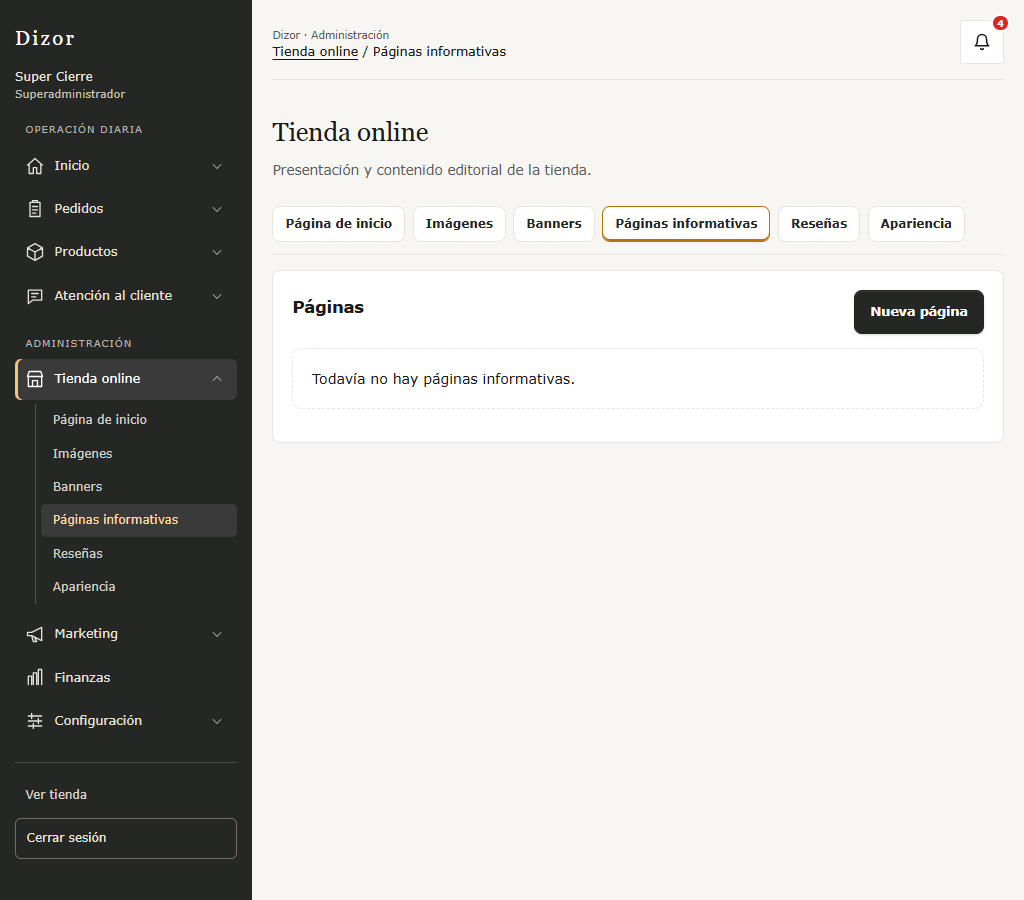 Dizor
Super Cierre
Superadministrador
OPERACIÓN DIARIA
Inicio
Pedidos
Productos
Atención al cliente
ADMINISTRACIÓN
Tienda online
Página de inicio
Imágenes
Banners
Páginas informativas
Reseñas
Apariencia
Marketing
Finanzas
Configuración
Ver tienda
Cerrar sesión
Dizor · Administración
Tienda online / Páginas informativas
4
Tienda online
Presentación y contenido editorial de la tienda.
Página de inicio Imágenes Banners Páginas informativas Reseñas Apariencia
Páginas
Nueva página
Todavía no hay páginas informativas.